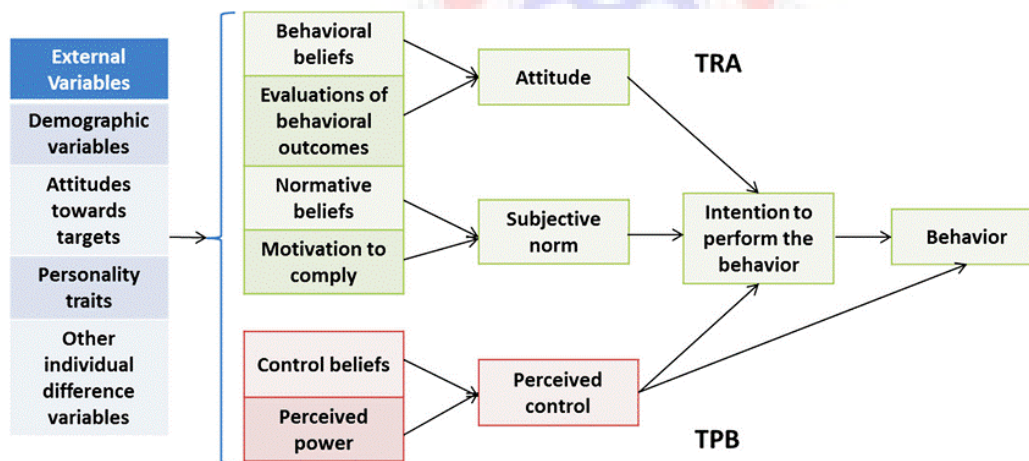 External
Variables
Demographic
variables
Attitudes
towards
targets
Personality
traits
Other
individual
difference
variables
Behavioral
beliefs
Evaluations of
behavioral
outcomes
Normative
beliefs
Motivation to
comply
Control beliefs
Perceived
power
Attitude
Subjective
norm
Perceived
control
TRA
Intention to
perform the
behavior
TPB
Behavior